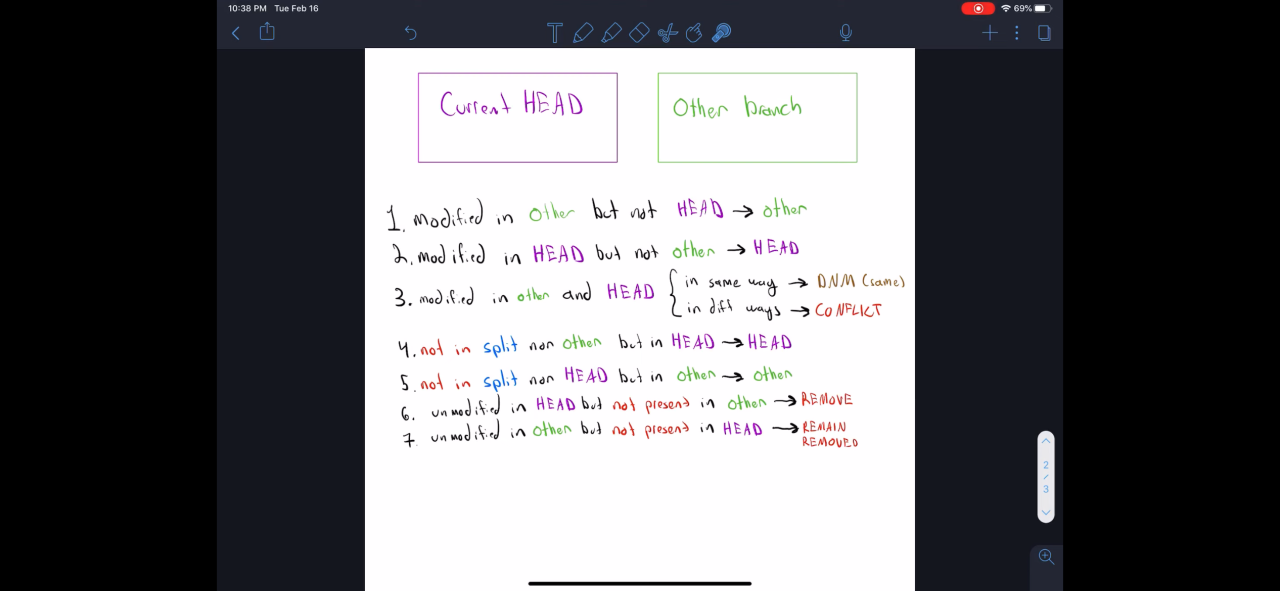 10:38 PM Tue Feb 16
69%
T
Current HEAD
Other branch
1. modified in other but not HEAD → other
2. modified in HEAD but not other → HEAD
3. modified in other and HEAD { in same way → DNM (same)
in diff ways → CONFLICT
4. not in split nor other but in HEAD → HEAD
5. not in split nor HEAD but in other → other
6. unmodified in HEAD but not present in other → REMOVE
7. unmodified in other but not present in HEAD → REMAIN
REMOVED
2
/
3